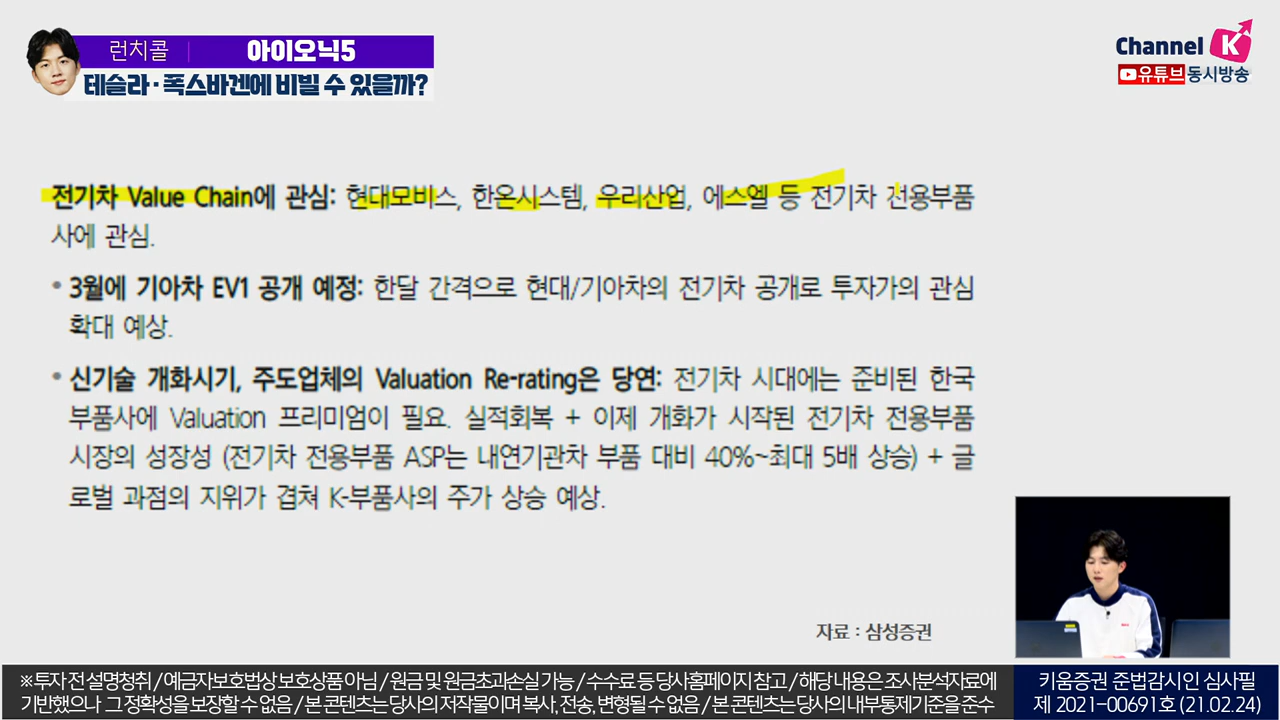 런치콜 | 아이오닉5
테슬라·폭스바겐에 비빌 수 있을까?
Channel K
유튜브동시방송
전기차 Value Chain에 관심: 현대모비스, 한온시스템, 우리산업, 에스엘 등 전기차 전용부품
사에 관심.
• 3월에 기아차 EV1 공개 예정: 한달 간격으로 현대/기아차의 전기차 공개로 투자가의 관심
확대 예상.
• 신기술 개화시기, 주도업체의 Valuation Re-rating은 당연: 전기차 시대에는 준비된 한국
부품사에 Valuation 프리미엄이 필요. 실적회복 + 이제 개화가 시작된 전기차 전용부품
시장의 성장성 (전기차 전용부품 ASP는 내연기관차 부품 대비 40%~최대 5배 상승) + 글
로벌 과점의 지위가 겹쳐 K-부품사의 주가 상승 예상.
자료 : 삼성증권
※ 투자 전 설명청취 / 예금자보호법상 보호상품 아님 / 원금 및 원금초과손실 가능 / 수수료 등 당사홈페이지 참고 / 해당 내용은 조사분석자료에
기반했으나 그 정확성을 보장할 수 없음 / 본 콘텐츠는 당사의 저작물이며 복사, 전송, 변형될 수 없음 / 본 콘텐츠는 당사의 내부통제기준을 준수
키움증권 준법감시인 심사필
제 2021-00691호 (21.02.24)